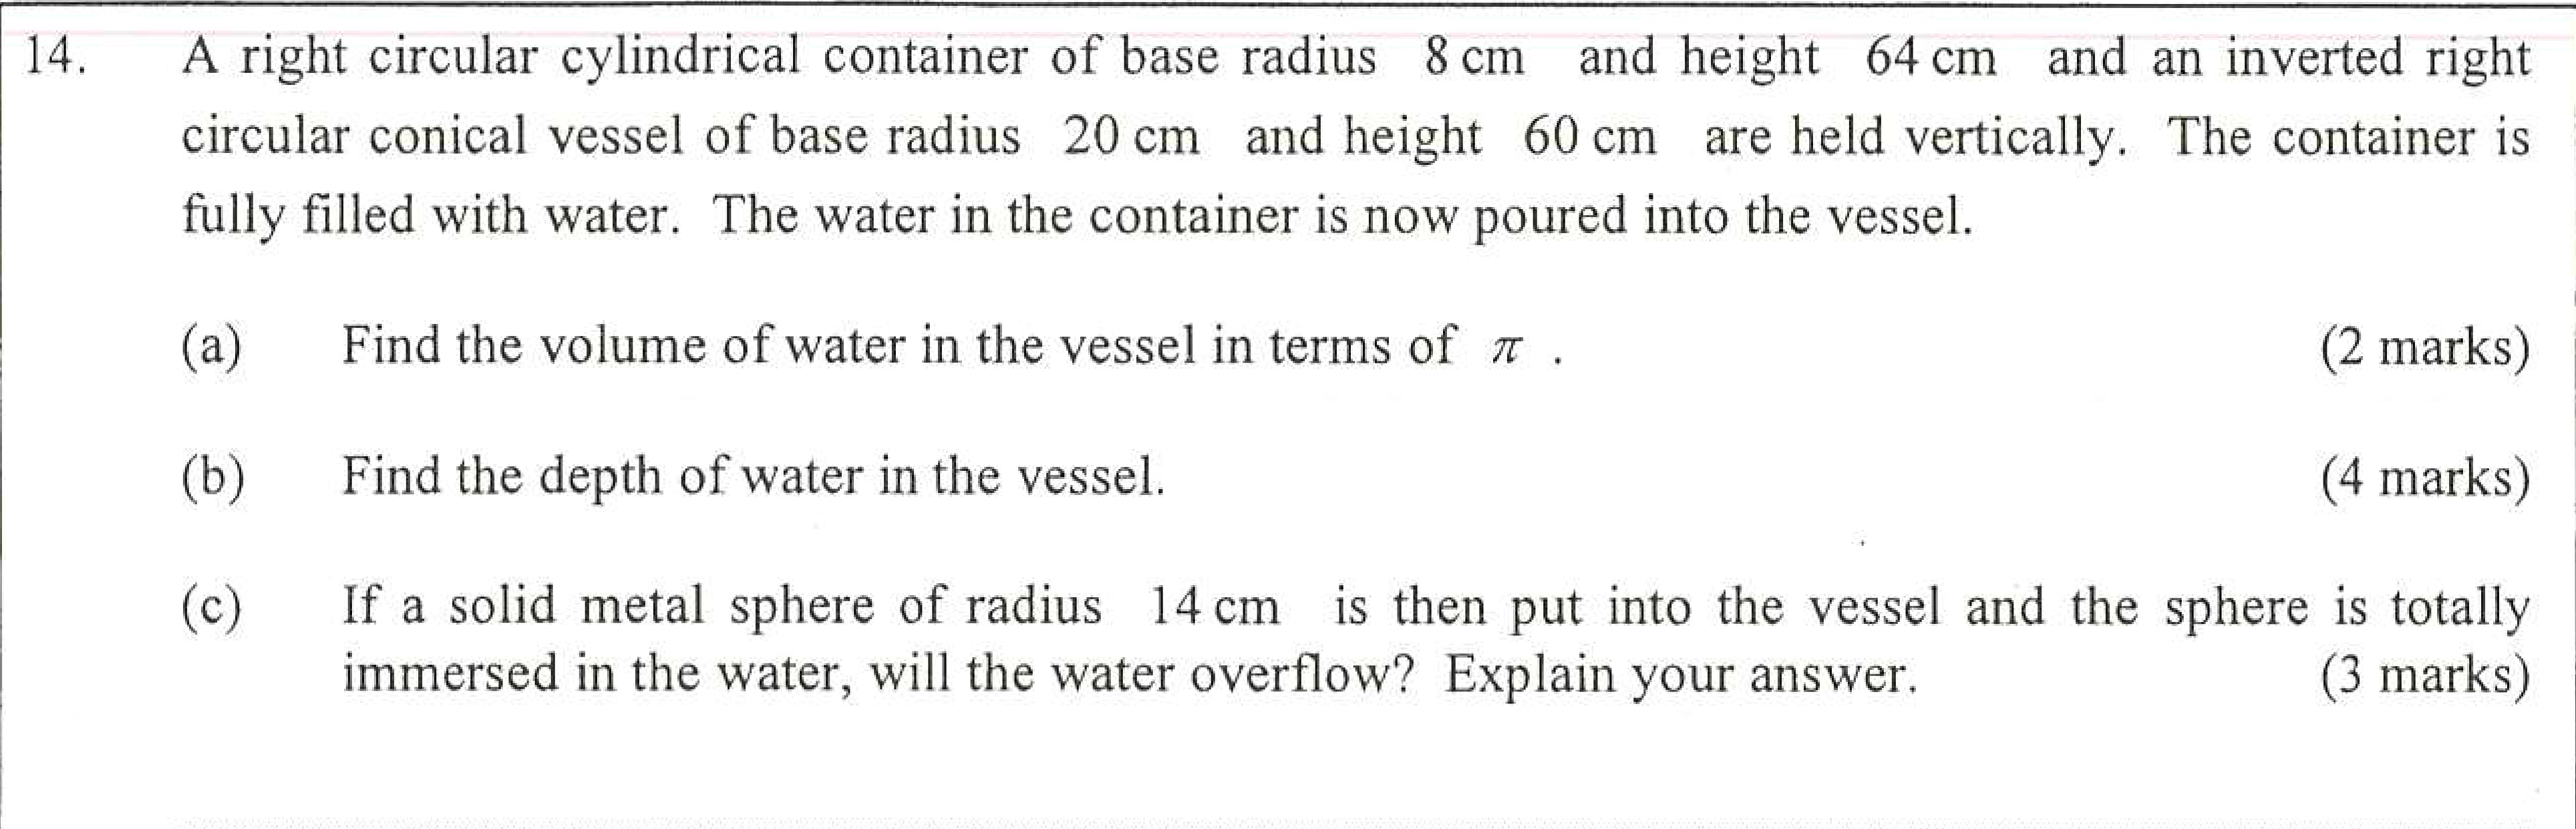 14. A right circular cylindrical container of base radius 8 cm and height 64 cm and an inverted right
circular conical vessel of base radius 20 cm and height 60 cm are held vertically. The container is
fully filled with water. The water in the container is now poured into the vessel.
(a) Find the volume of water in the vessel in terms of π . (2 marks)
(b) Find the depth of water in the vessel. (4 marks)
(c) If a solid metal sphere of radius 14 cm is then put into the vessel and the sphere is totally
immersed in the water, will the water overflow? Explain your answer. (3 marks)